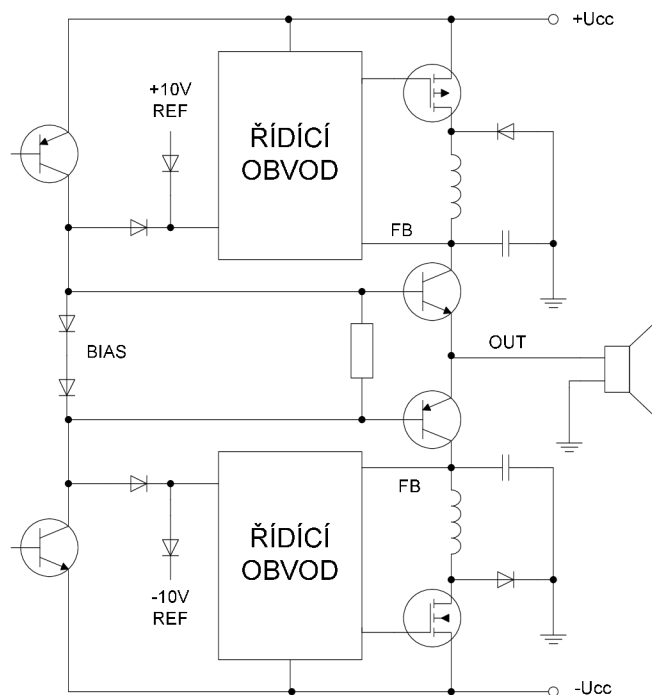 +Ucc
+10V
REF
ŘÍDÍCÍ
OBVOD
FB
BIAS
OUT
FB
ŘÍDÍCÍ
OBVOD
-10V
REF
-Ucc